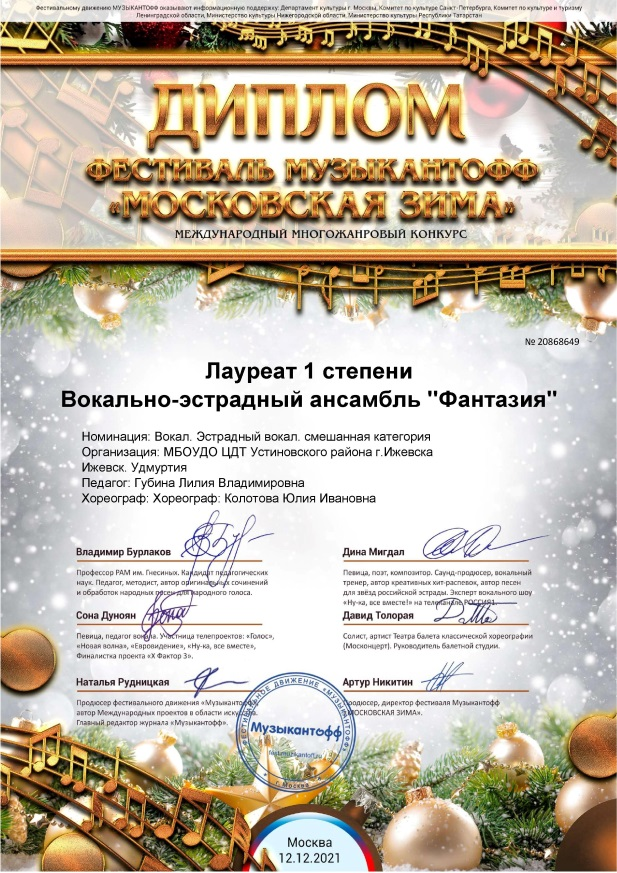 Фестивальному движению МУЗЫКАНТОФФ оказывают информационную поддержку: Департамент культуры г. Москвы, Комитет по культуре Санкт-Петербурга, Комитет по культуре и туризму
Ленинградской области, Министерство культуры Нижегородской области, Министерство культуры Республики Татарстан
ДИПЛОМ
ФЕСТИВАЛЬ МУЗЫКАНТОФФ
«МОСКОВСКАЯ ЗИМА»
МЕЖДУНАРОДНЫЙ МНОГОЖАНРОВЫЙ КОНКУРС
№ 20868649
Лауреат 1 степени
Вокально-эстрадный ансамбль "Фантазия"
Номинация: Вокал. Эстрадный вокал. смешанная категория
Организация: МБОУДО ЦДТ Устиновского района г.Ижевска
Ижевск. Удмуртия
Педагог: Губина Лилия Владимировна
Хореограф: Хореограф: Колотова Юлия Ивановна
Владимир Бурлаков
Профессор РАМ им. Гнесиных. Кандидат педагогических
наук. Педагог, методист, автор оригинальных сочинений
и обработок народных песен для народного голоса.
Дина Мигдал
Певица, поэт, композитор. Саунд-продюсер, вокальный
тренер, автор креативных хит-распевок, автор песен
для звёзд российской эстрады. Эксперт вокального шоу
«Ну-ка, все вместе!» на телеканале РОССИЯ1.
Сона Дуноян
Певица, педагог вокала. Участница телепроектов: «Голос»,
«Новая волна», «Евровидение», «Ну-ка, все вместе»,
Финалистка проекта «X Фактор 3».
Давид Толорая
Солист, артист Театра балета классической хореографии
(Москонцерт). Руководитель балетной студии.
Наталья Рудницкая
Продюсер фестивального движения «Музыкантофф»,
автор Международных проектов в области искусства.
Главный редактор журнала «Музыкантофф».
Артур Никитин
Продюсер, директор фестиваля Музыкантофф
«МОСКОВСКАЯ ЗИМА».
ФЕСТИВАЛЬНОЕ ДВИЖЕНИЕ «МУЗЫКАНТОФФ»
Музыкантофф
г. Москва
Москва
12.12.2021